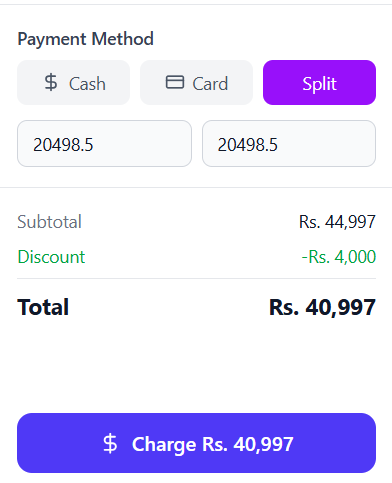 Payment Method
$ Cash Card Split
20498.5 20498.5
Subtotal Rs. 44,997
Discount -Rs. 4,000
Total Rs. 40,997
$ Charge Rs. 40,997